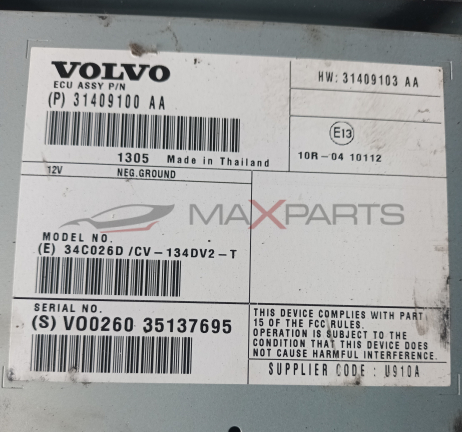 VOLVO
ECU ASSY P/N
(P) 31409100 AA
1305 Made in Thailand
HW: 31409103 AA
E13
10R-04 10112
12V NEG.GROUND
MAXPARTS
MODEL NO.
(E) 34C026D/CV-134DV2-T
SERIAL NO.
(S) VO0260 35137695
THIS DEVICE COMPLIES WITH PART
15 OF THE FCC RULES.
OPERATION IS SUBJECT TO THE
CONDITION THAT THIS DEVICE
DOES NOT CAUSE HARMFUL INTERFERENCE.
SUPPLIER CODE : U910A